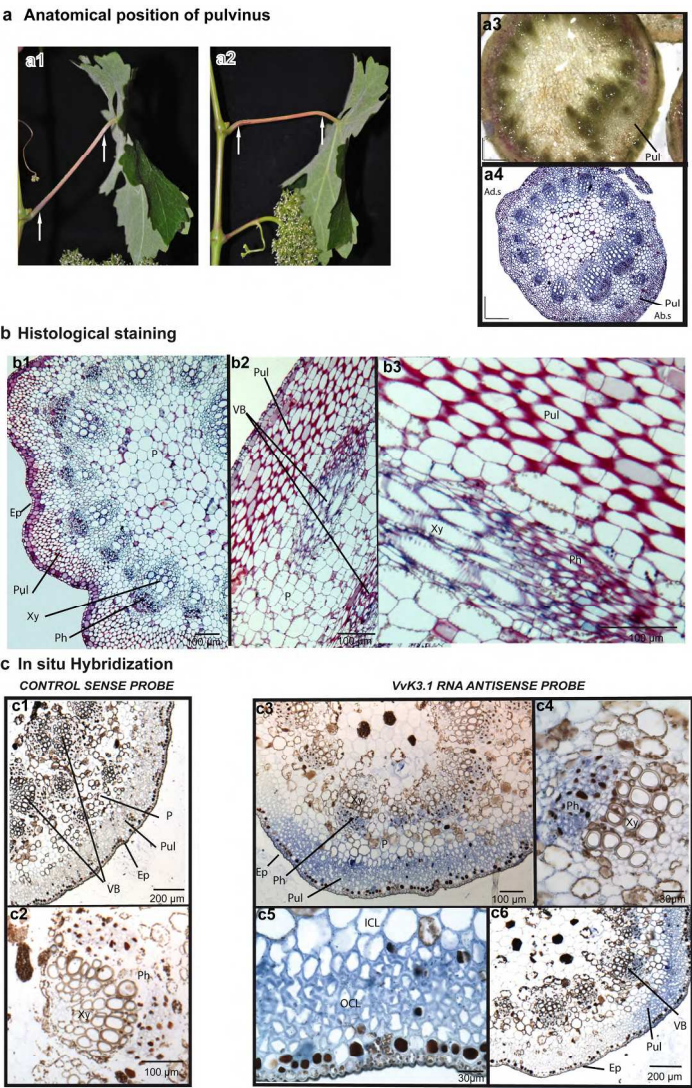 a Anatomical position of pulvinus
a1
a2
a3
Pul
a4
Ad.s
Pul
Ab.s
b Histological staining
b1
P
Ep
Pul
Xy
Ph
100 µm
b2
Pul
VB
P
100 µm
b3
Pul
Xy
Ph
100 µm
c In situ Hybridization
CONTROL SENSE PROBE
VvK3.1 RNA ANTISENSE PROBE
c1
P
Pul
Ep
VB
200 µm
c2
Ph
Xy
100 µm
c3
Xy
P
Ep
Ph
Pul
100 µm
c4
Ph
Xy
30µm
c5
ICL
OCL
30µm
c6
VB
Pul
Ep
200 µm